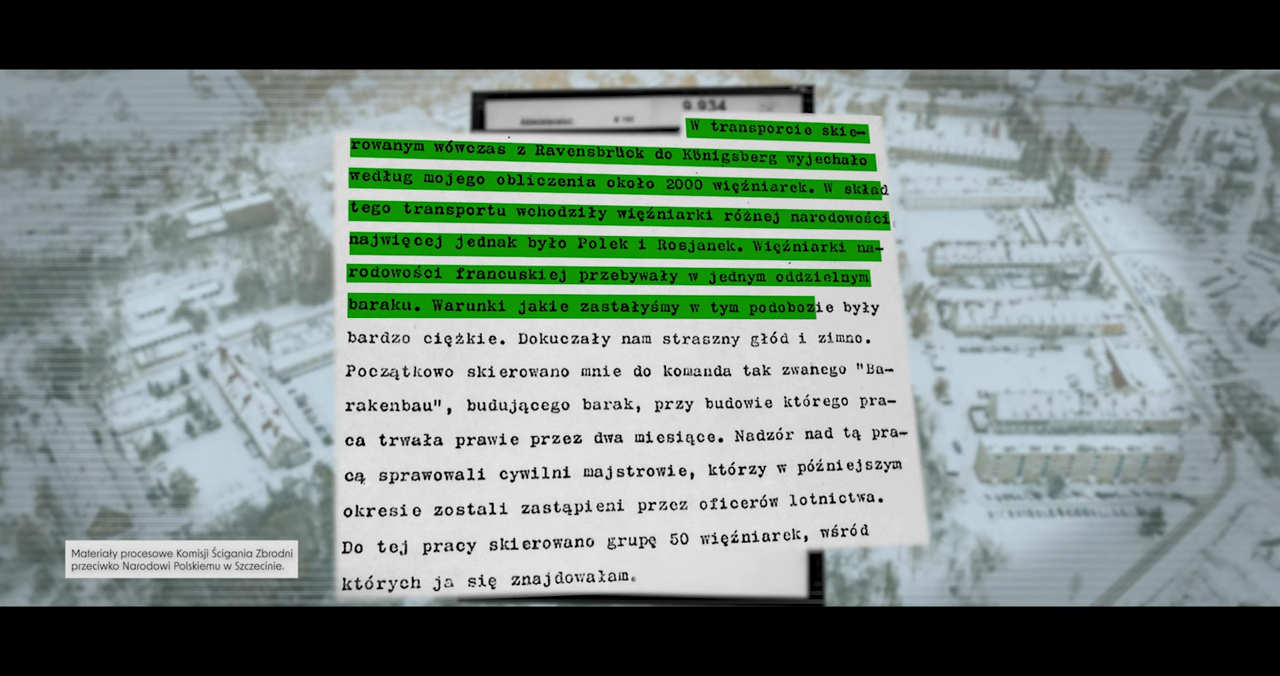 9.934
W transporcie skie-
rowanym wówczas z Ravensbrück do Königsberg wyjechało
według mojego obliczenia około 2000 więźniarek. W skład
tego transportu wchodziły więźniarki różnej narodowości,
najwięcej jednak było Polek i Rosjanek. Więźniarki na-
rodowości francuskiej przebywały w jednym oddzielnym
baraku. Warunki jakie zastałyśmy w tym podobozie były
bardzo ciężkie. Dokuczały nam straszny głód i zimno.
Początkowo skierowano mnie do komanda tak zwanego "Ba-
rakenbau", budującego barak, przy budowie którego pra-
ca trwała prawie przez dwa miesiące. Nadzór nad tą pra-
cą sprawowali cywilni majstrowie, którzy w późniejszym
okresie zostali zastąpieni przez oficerów lotnictwa.
Do tej pracy skierowano grupę 50 więźniarek, wśród
których ja się znajdowałam.
Materiały procesowe Komisji Ścigania Zbrodni
przeciwko Narodowi Polskiemu w Szczecinie.